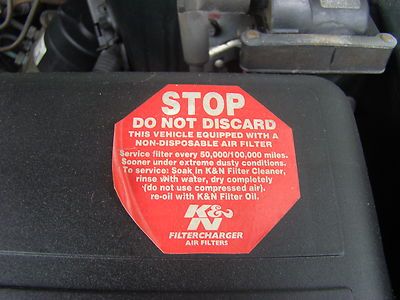 STOP
DO NOT DISCARD
THIS VEHICLE EQUIPPED WITH A
NON-DISPOSABLE AIR FILTER
Service filter every 50,000/100,000 miles.
Sooner under extreme dusty conditions.
To service: Soak in K&N Filter Cleaner,
rinse with water, dry completely
(do not use compressed air).
re-oil with K&N Filter Oil.
K&N
FILTERCHARGER
AIR FILTERS